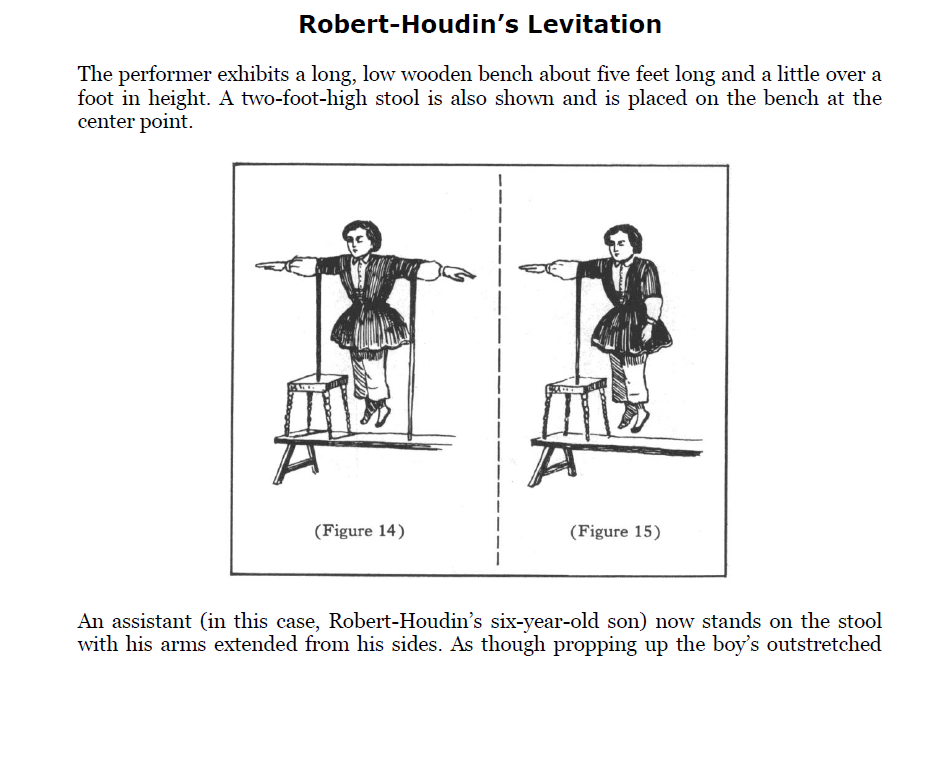 Robert-Houdin’s Levitation
The performer exhibits a long, low wooden bench about five feet long and a little over a
foot in height. A two-foot-high stool is also shown and is placed on the bench at the
center point.
(Figure 14)
(Figure 15)
An assistant (in this case, Robert-Houdin’s six-year-old son) now stands on the stool
with his arms extended from his sides. As though propping up the boy’s outstretched